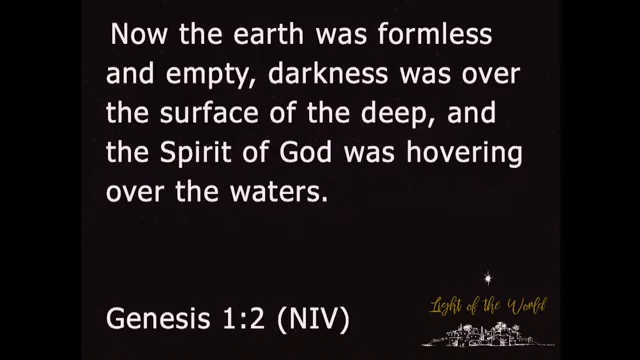 Now the earth was formless
and empty, darkness was over
the surface of the deep, and
the Spirit of God was hovering
over the waters.
Genesis 1:2 (NIV)
Light of the World